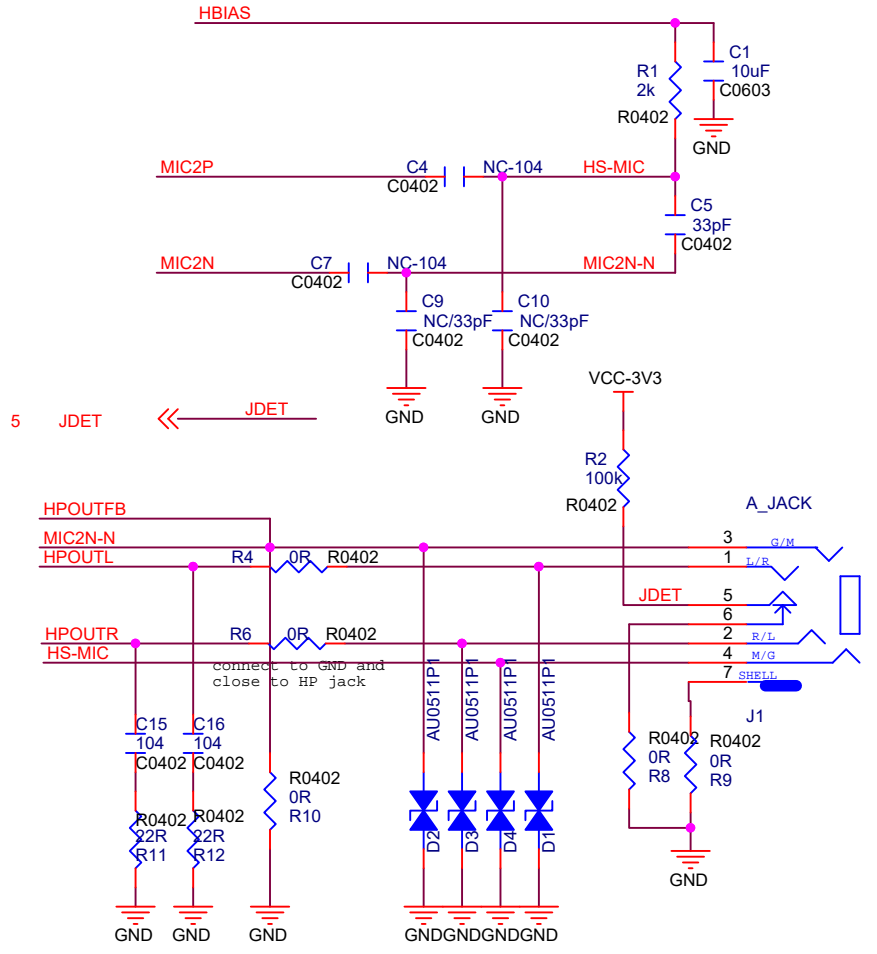 HBIAS
C1
R1
10uF
2k
C0603
R0402
GND
MIC2P
C4
NC-104
HS-MIC
C0402
C5
33pF
C0402
MIC2N
C7
NC-104
MIC2N-N
C0402
C9
C10
NC/33pF
NC/33pF
C0402
C0402
VCC-3V3
GND
GND
5 JDET
JDET
R2
100k
R0402
A_JACK
HPOUTFB
MIC2N-N
3
G/M
HPOUTL
R4
0R
R0402
1
L/R
JDET
5
6
HPOUTR
R6
0R
R0402
2
R/L
HS-MIC
4
M/G
connect to GND and
close to HP jack
7
SHELL
AU0511P1
AU0511P1
AU0511P1
AU0511P1
J1
C15
C16
104
104
C0402
C0402
R0402
0R
R8
R0402
0R
R9
R0402
0R
R10
R0402
R0402
22R
22R
R11
R12
D2
D3
D4
D1
GND
GND
GND
GND
GND
GND
GND
GND